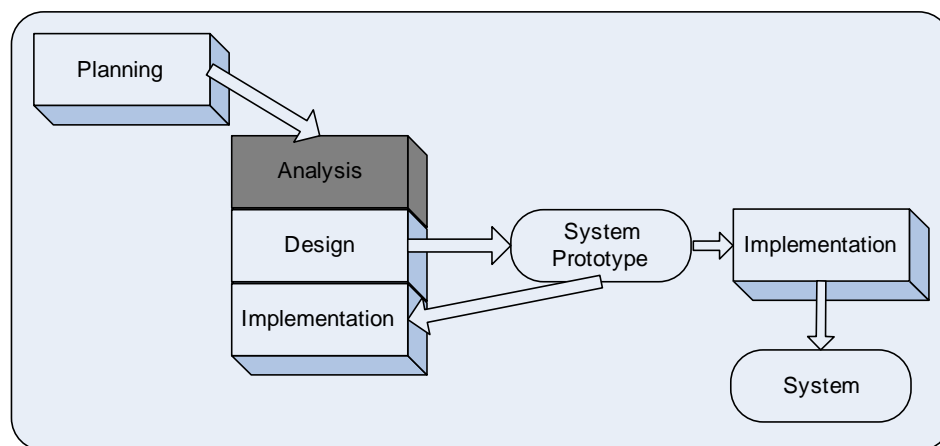 Planning
Analysis
Design
Implementation
System
Prototype
Implementation
System